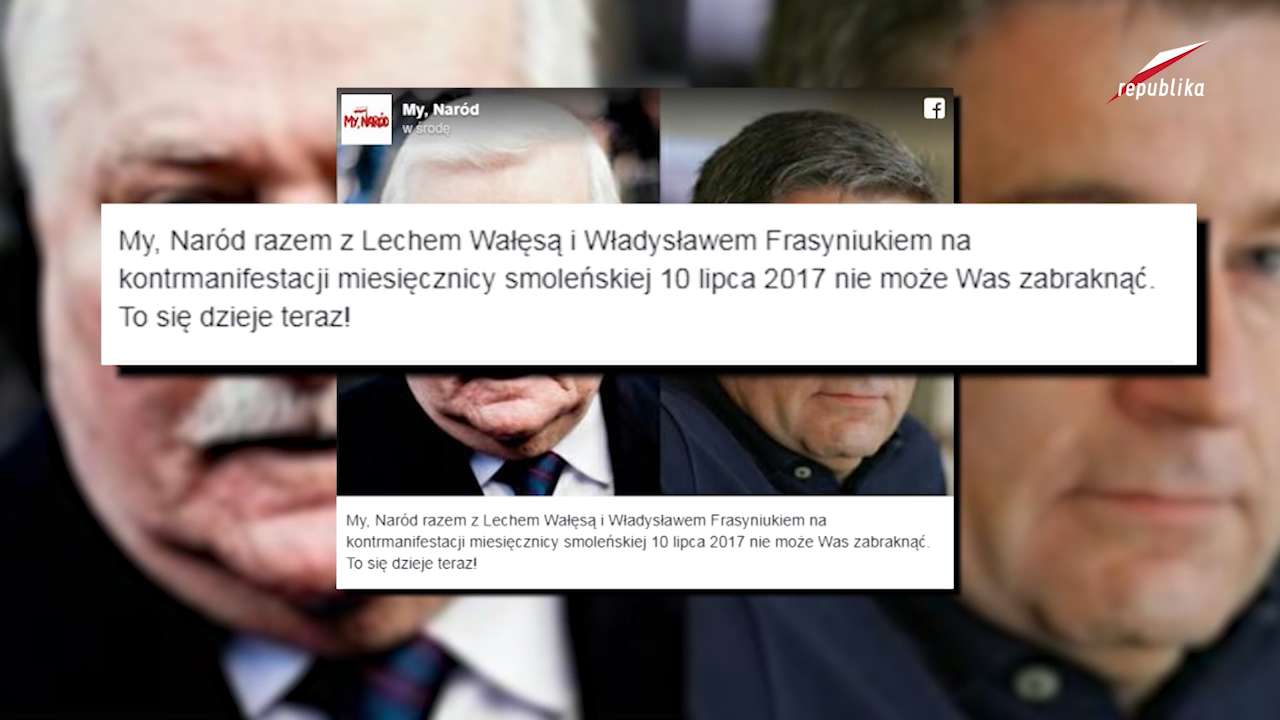 republika
MY, NARÓD
My, Naród
w środę
My, Naród razem z Lechem Wałęsą i Władysławem Frasyniukiem na
kontrmanifestacji miesięcznicy smoleńskiej 10 lipca 2017 nie może Was zabraknąć.
To się dzieje teraz!
My, Naród razem z Lechem Wałęsą i Władysławem Frasyniukiem na
kontrmanifestacji miesięcznicy smoleńskiej 10 lipca 2017 nie może Was zabraknąć.
To się dzieje teraz!